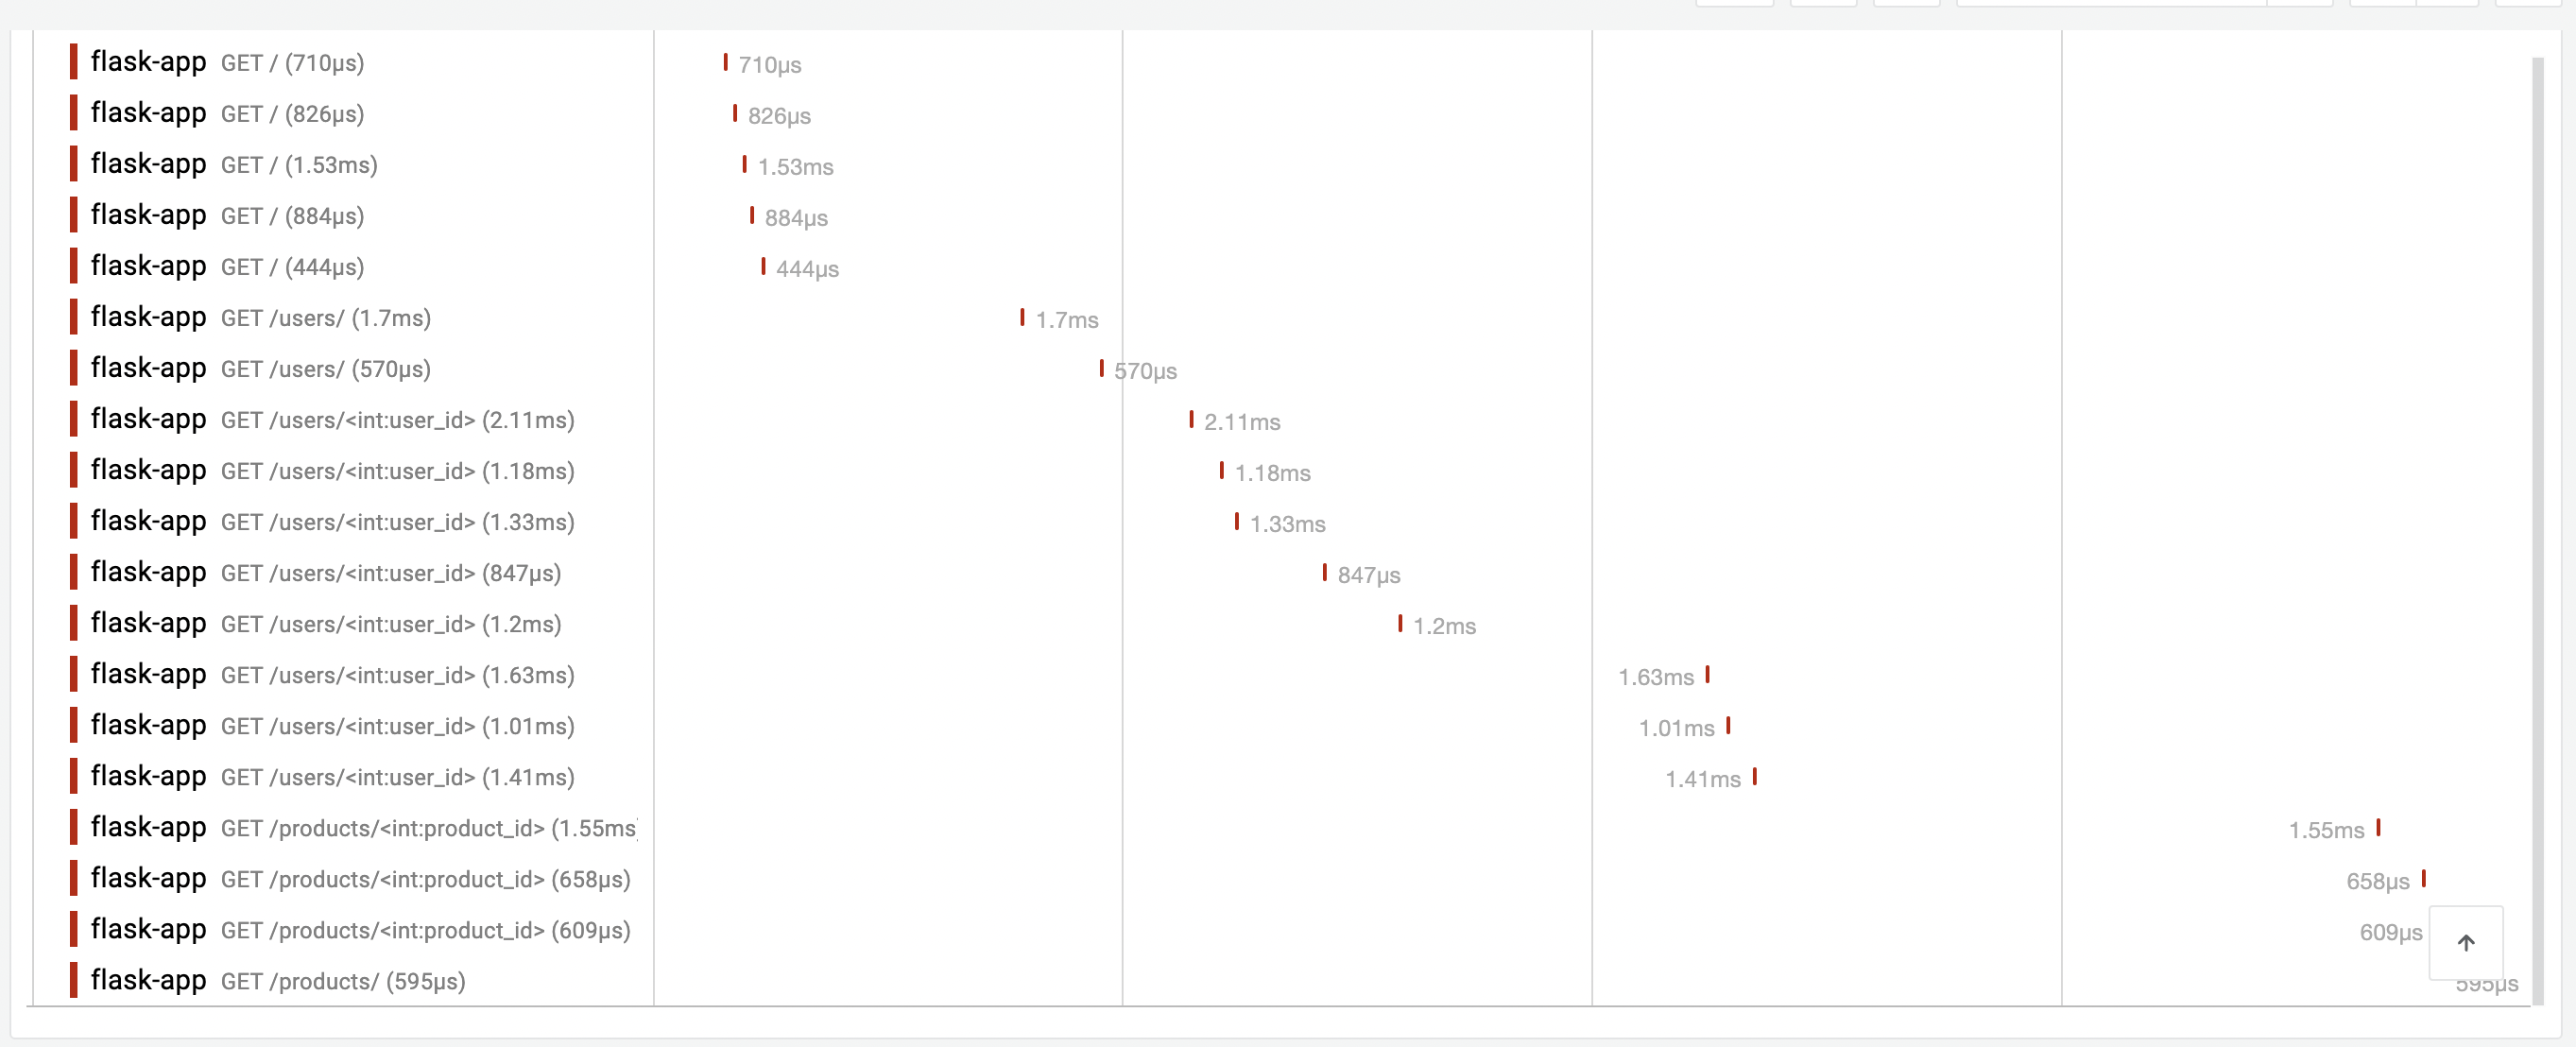 flask-app GET / (710μs) 710μs
flask-app GET / (826μs) 826μs
flask-app GET / (1.53ms) 1.53ms
flask-app GET / (884μs) 884μs
flask-app GET / (444μs) 444μs
flask-app GET /users/ (1.7ms) 1.7ms
flask-app GET /users/ (570μs) 570μs
flask-app GET /users/<int:user_id> (2.11ms) 2.11ms
flask-app GET /users/<int:user_id> (1.18ms) 1.18ms
flask-app GET /users/<int:user_id> (1.33ms) 1.33ms
flask-app GET /users/<int:user_id> (847μs) 847μs
flask-app GET /users/<int:user_id> (1.2ms) 1.2ms
flask-app GET /users/<int:user_id> (1.63ms) 1.63ms
flask-app GET /users/<int:user_id> (1.01ms) 1.01ms
flask-app GET /users/<int:user_id> (1.41ms) 1.41ms
flask-app GET /products/<int:product_id> (1.55ms) 1.55ms
flask-app GET /products/<int:product_id> (658μs) 658μs
flask-app GET /products/<int:product_id> (609μs) 609μs
flask-app GET /products/ (595μs) 595μs